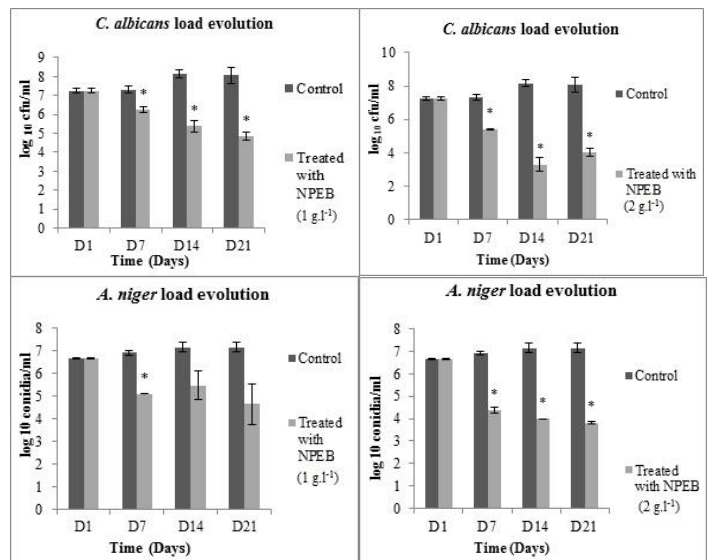 C. albicans load evolution
9
8
7
6
5
4
3
2
1
0
log 10 cfu/ml
* * *
D1 D7 D14 D21
Time (Days)
Control
Treated
with
NPEB
(1 g.l-1)
C. albicans load evolution
10
8
6
4
2
0
log 10 cfu/ml
* * *
D1 D7 D14 D21
Time (Days)
Control
Treated with
NPEB
(2 g.l-1)
A. niger load evolution
8
7
6
5
4
3
2
1
0
log10 conidia/ml
*
D1 D7 D14 D21
Time (Days)
Control
Treated
with
NPEB
(1 g.l-1)
A. niger load evolution
8
7
6
5
4
3
2
1
0
log10 conidia/ml
* * *
D1 D7 D14 D21
Time (Days)
Control
Treated
with NPEB
(2 g.l-1)